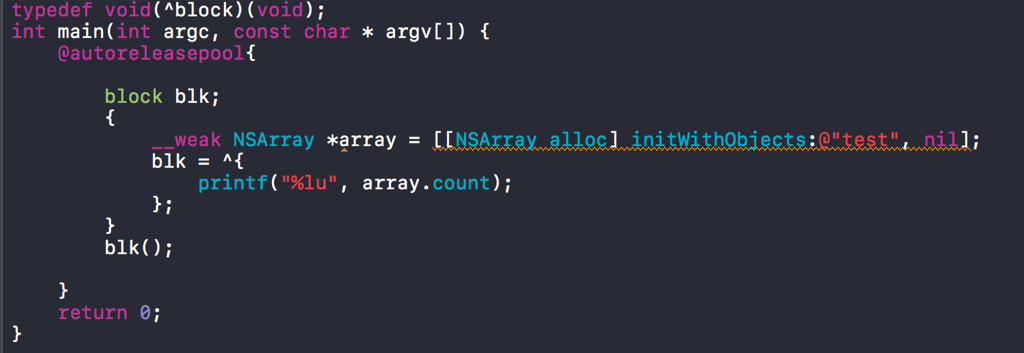 typedef void(^block)(void);
int main(int argc, const char * argv[]) {
    @autoreleasepool{
        block blk;
        {
            __weak NSArray *array = [[NSArray alloc] initWithObjects:@"test", nil];
            blk = ^{
                printf("%lu", array.count);
            };
        }
        blk();
    }
    return 0;
}